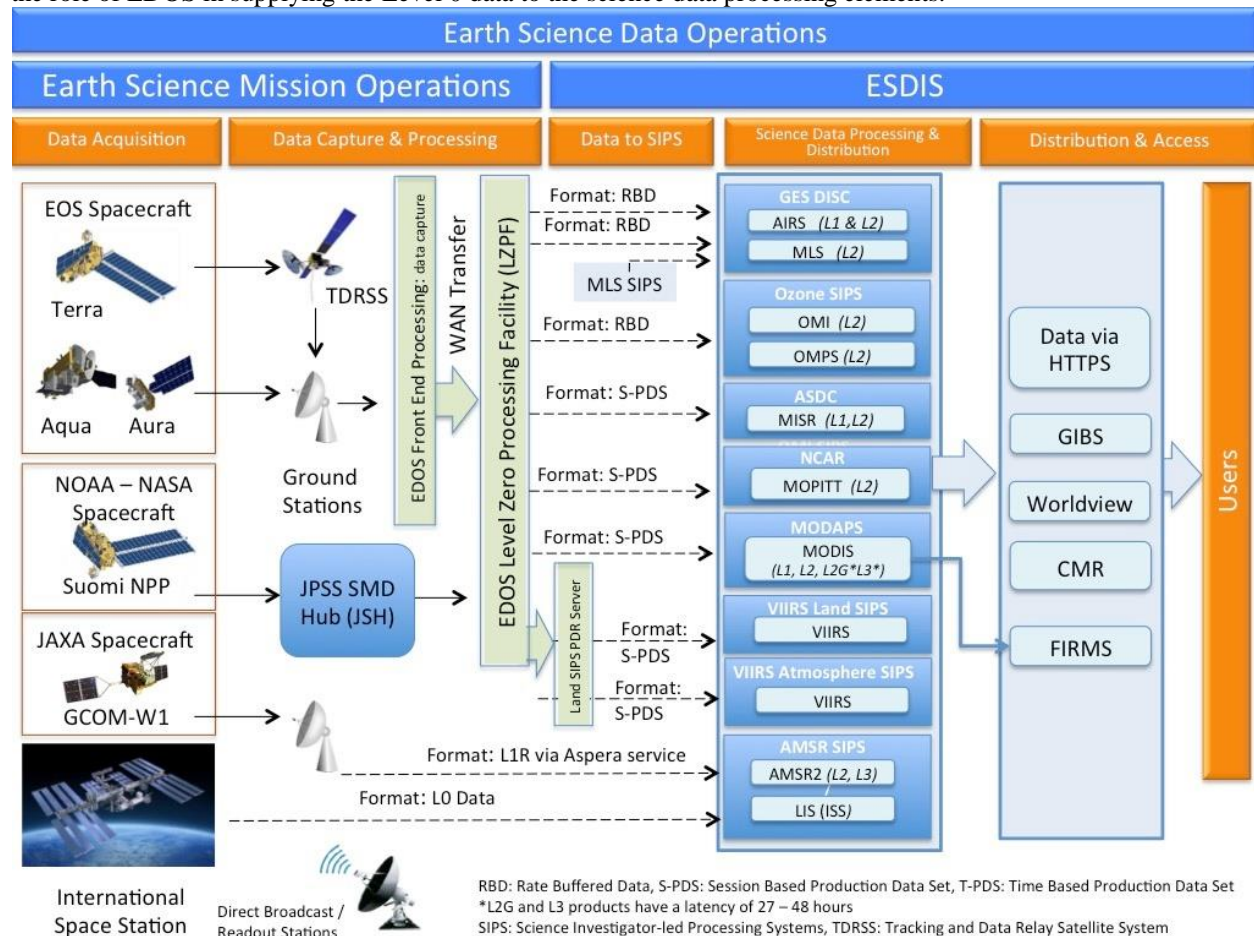 the role of EDOS in supplying the Level 0 data to the science data processing elements.
Earth Science Data Operations
Earth Science Mission Operations
ESDIS
Data Acquisition
Data Capture & Processing
Data to SIPS
Science Data Processing &
Distribution
Distribution & Access
EOS Spacecraft
Terra
Aqua
Aura
NOAA – NASA
Spacecraft
Suomi NPP
JAXA Spacecraft
GCOM-W1
International
Space Station
TDRSS
Ground
Stations
JPSS SMD
Hub (JSH)
Direct Broadcast /
Readout Stations
EDOS Front End Processing: data capture
WAN Transfer
EDOS Level Zero Processing Facility (LZPF)
Format: RBD
Format: RBD
MLS SIPS
Format: RBD
Format: S-PDS
Format: S-PDS
Format: S-PDS
Land SIPS PDR Server
Format:
S-PDS
Format:
S-PDS
Format: L1R via Aspera service
Format: L0 Data
GES DISC
AIRS (L1 & L2)
MLS (L2)
Ozone SIPS
OMI (L2)
OMPS (L2)
ASDC
MISR (L1,L2)
NCAR
MOPITT (L2)
MODAPS
MODIS
(L1, L2, L2G*L3*)
VIIRS Land SIPS
VIIRS
VIIRS Atmosphere SIPS
VIIRS
AMSR SIPS
AMSR2 (L2, L3)
LIS (ISS)
Data via
HTTPS
GIBS
Worldview
CMR
FIRMS
Users
RBD: Rate Buffered Data, S-PDS: Session Based Production Data Set, T-PDS: Time Based Production Data Set
*L2G and L3 products have a latency of 27 – 48 hours
SIPS: Science Investigator-led Processing Systems, TDRSS: Tracking and Data Relay Satellite System